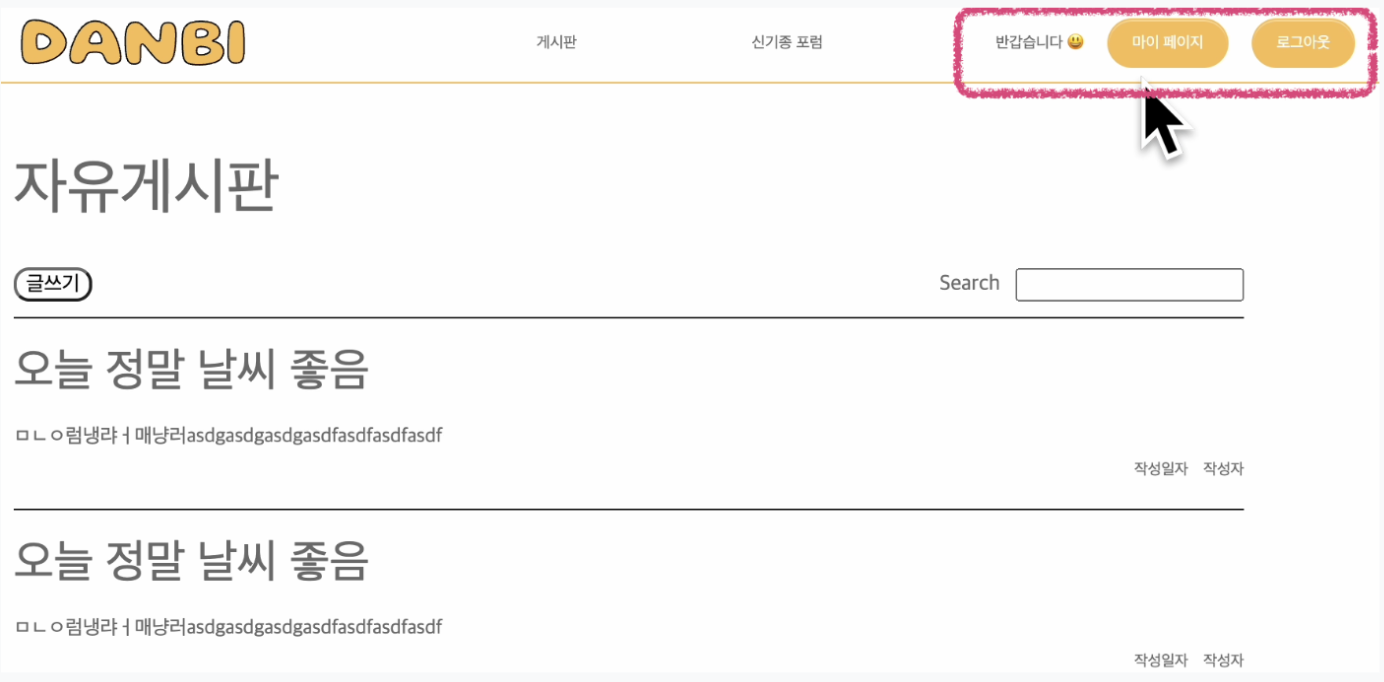 DANBI 게시판 신기종 포럼 반갑습니다 😃 마이 페이지 로그아웃
자유게시판
글쓰기 Search
오늘 정말 날씨 좋음
ㅁㄴㅇ럼냉랴ㅓ매냥러asdgasdgasdgasdfasdfasdfasdf
작성일자 작성자
오늘 정말 날씨 좋음
ㅁㄴㅇ럼냉랴ㅓ매냥러asdgasdgasdgasdfasdfasdfasdf
작성일자 작성자